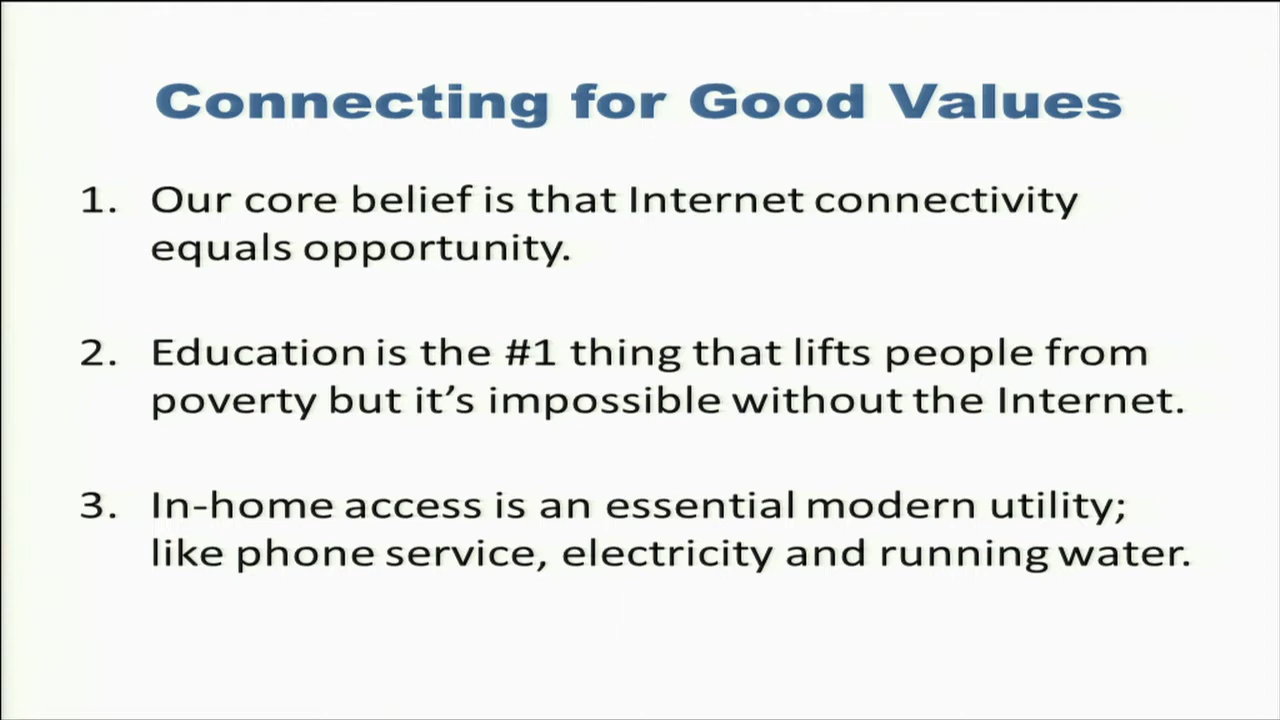 Connecting for Good Values
1. Our core belief is that Internet connectivity
equals opportunity.
2. Education is the #1 thing that lifts people from
poverty but it’s impossible without the Internet.
3. In-home access is an essential modern utility;
like phone service, electricity and running water.